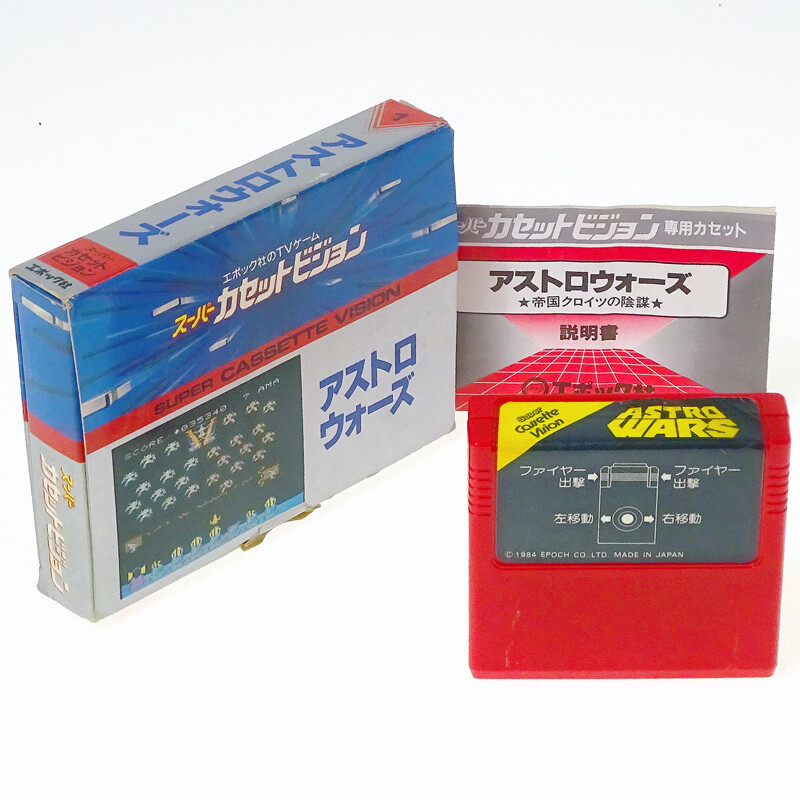 アストロウォーズ
1
スーパー
カセット
ビジョン
エポック社
エポック社のTVゲーム
スーパー カセットビジョン
SUPER CASSETTE VISION
アストロ
ウォーズ
SCORE +035340 ? AMA
スーパー カセットビジョン
スーパー カセットビジョン 専用カセット
アストロウォーズ
★帝国クロイツの陰謀★
説明書
エポック社
Super
Cassette
Vision
ASTRO
WARS
ファイヤー
出撃
ファイヤー
出撃
左移動
右移動
© 1984 EPOCH CO., LTD. MADE IN JAPAN